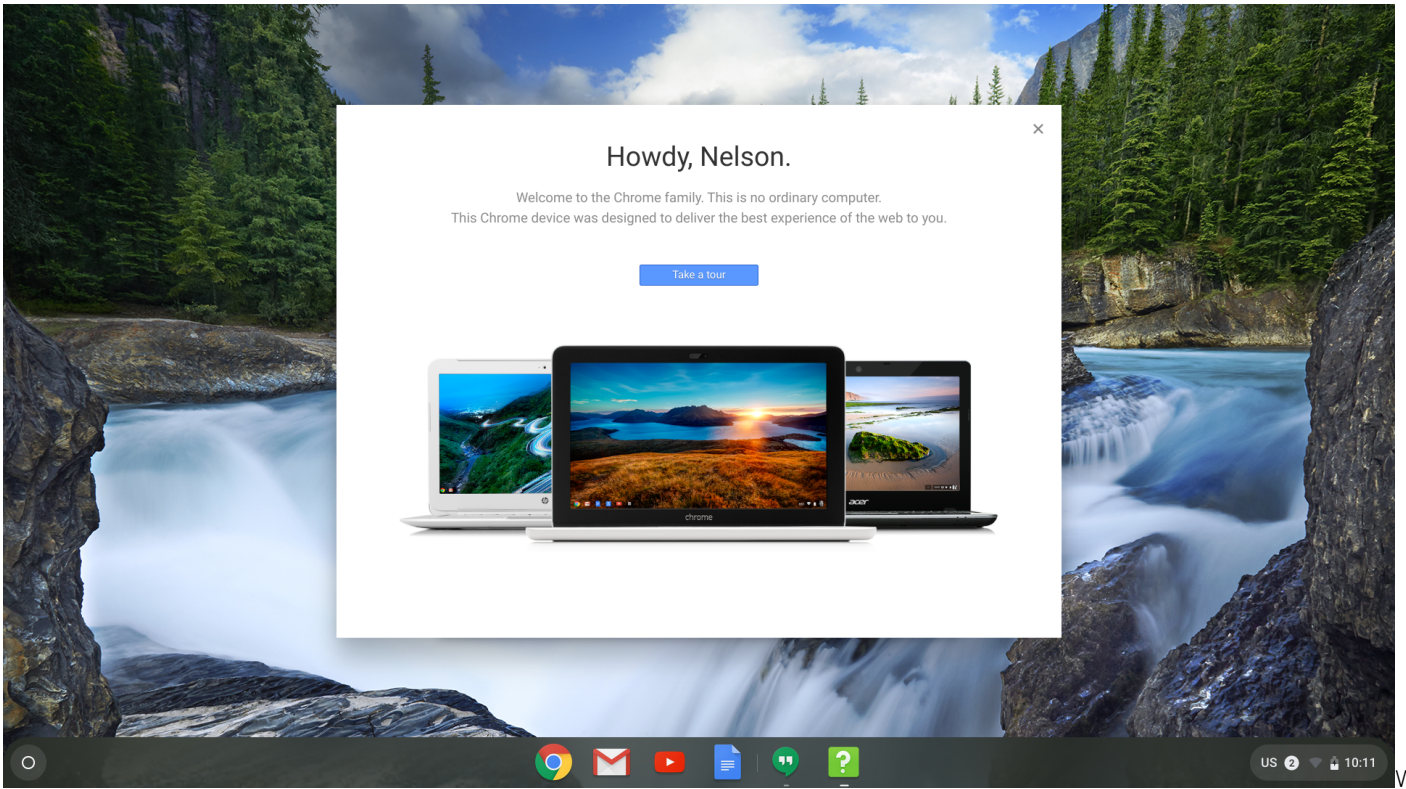 Howdy, Nelson.
Welcome to the Chrome family. This is no ordinary computer.
This Chrome device was designed to deliver the best experience of the web to you.
Take a tour
chrome
acer
hp
US 2 10:11